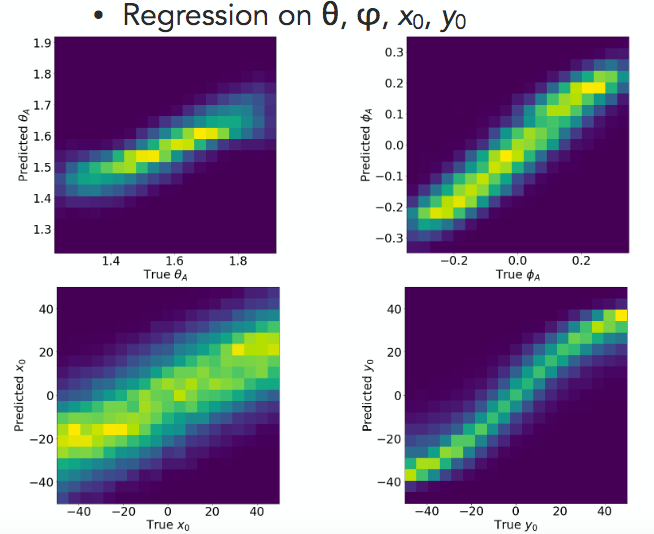 • Regression on θ, φ, x₀, y₀
1.9
1.8
1.7
1.6
1.5
1.4
1.3
Predicted θ_A
1.4 1.6 1.8
True θ_A
0.3
0.2
0.1
0.0
−0.1
−0.2
−0.3
Predicted ϕ_A
−0.2 0.0 0.2
True ϕ_A
40
20
0
−20
−40
Predicted x₀
−40 −20 0 20 40
True x₀
40
20
0
−20
−40
Predicted y₀
−40 −20 0 20 40
True y₀